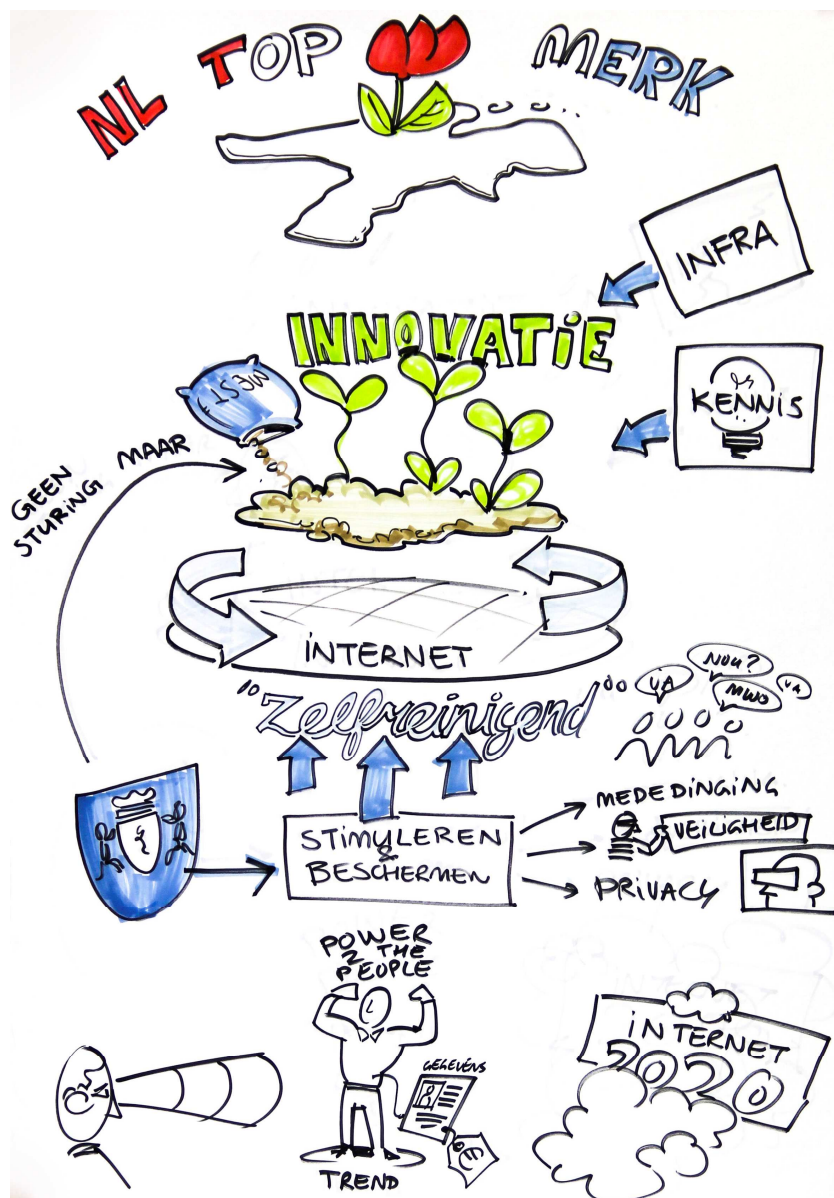 NL TOP MERK
INFRA
INNOVATIE
MEST
KENNIS
GEEN
STURING
MAAR
INTERNET
"Zelfreinigend"
JA
NOU?
MWO
JA
STIMULEREN
&
BESCHERMEN
MEDEDINGING
VEILIGHEID
PRIVACY
POWER
2 THE
PEOPLE
GEGEVENS
€
TREND
INTERNET
2020